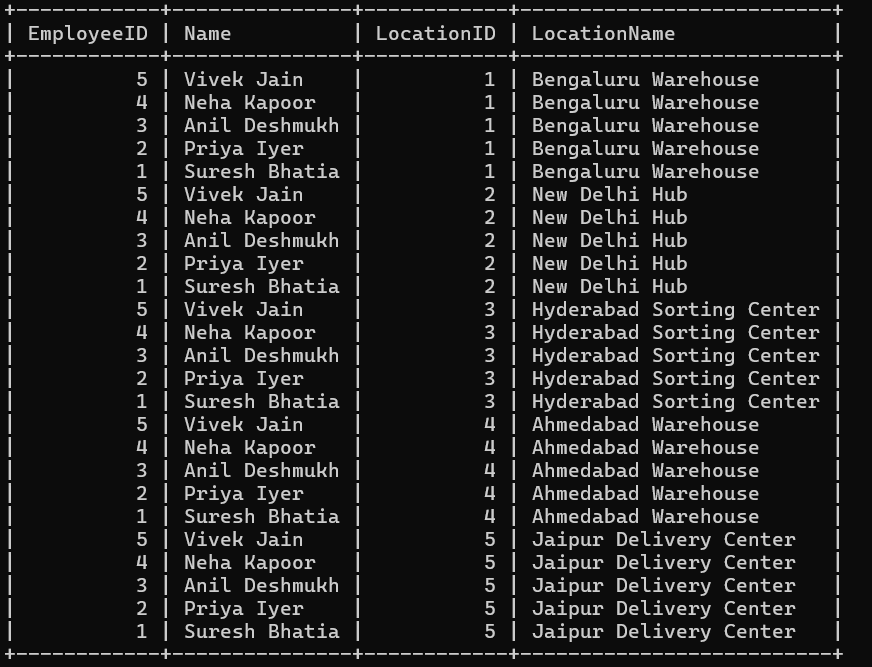 +------------+---------------+------------+--------------------------+
| EmployeeID | Name          | LocationID | LocationName             |
+------------+---------------+------------+--------------------------+
|          5 | Vivek Jain    |          1 | Bengaluru Warehouse      |
|          4 | Neha Kapoor   |          1 | Bengaluru Warehouse      |
|          3 | Anil Deshmukh |          1 | Bengaluru Warehouse      |
|          2 | Priya Iyer    |          1 | Bengaluru Warehouse      |
|          1 | Suresh Bhatia |          1 | Bengaluru Warehouse      |
|          5 | Vivek Jain    |          2 | New Delhi Hub            |
|          4 | Neha Kapoor   |          2 | New Delhi Hub            |
|          3 | Anil Deshmukh |          2 | New Delhi Hub            |
|          2 | Priya Iyer    |          2 | New Delhi Hub            |
|          1 | Suresh Bhatia |          2 | New Delhi Hub            |
|          5 | Vivek Jain    |          3 | Hyderabad Sorting Center |
|          4 | Neha Kapoor   |          3 | Hyderabad Sorting Center |
|          3 | Anil Deshmukh |          3 | Hyderabad Sorting Center |
|          2 | Priya Iyer    |          3 | Hyderabad Sorting Center |
|          1 | Suresh Bhatia |          3 | Hyderabad Sorting Center |
|          5 | Vivek Jain    |          4 | Ahmedabad Warehouse      |
|          4 | Neha Kapoor   |          4 | Ahmedabad Warehouse      |
|          3 | Anil Deshmukh |          4 | Ahmedabad Warehouse      |
|          2 | Priya Iyer    |          4 | Ahmedabad Warehouse      |
|          1 | Suresh Bhatia |          4 | Ahmedabad Warehouse      |
|          5 | Vivek Jain    |          5 | Jaipur Delivery Center   |
|          4 | Neha Kapoor   |          5 | Jaipur Delivery Center   |
|          3 | Anil Deshmukh |          5 | Jaipur Delivery Center   |
|          2 | Priya Iyer    |          5 | Jaipur Delivery Center   |
|          1 | Suresh Bhatia |          5 | Jaipur Delivery Center   |
+------------+---------------+------------+--------------------------+